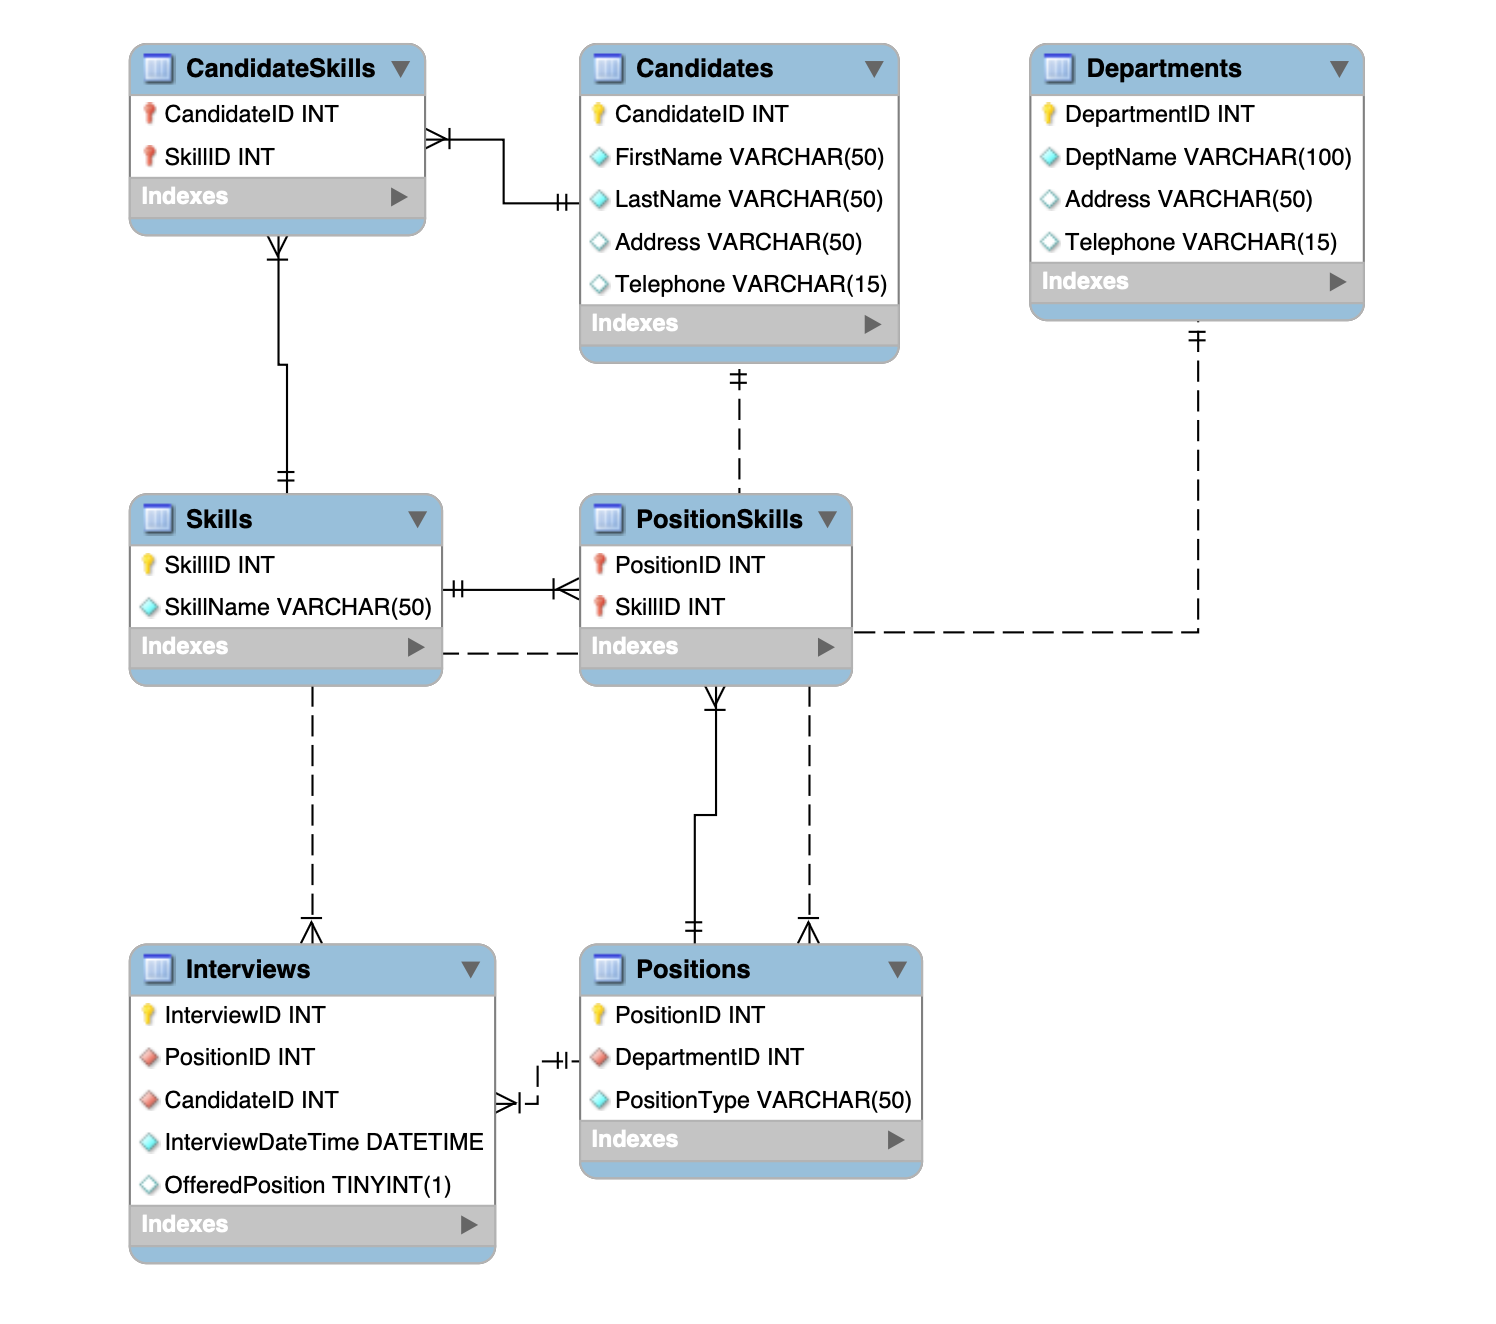 CandidateSkills
CandidateID INT
SkillID INT
Indexes
Candidates
CandidateID INT
FirstName VARCHAR(50)
LastName VARCHAR(50)
Address VARCHAR(50)
Telephone VARCHAR(15)
Indexes
Departments
DepartmentID INT
DeptName VARCHAR(100)
Address VARCHAR(50)
Telephone VARCHAR(15)
Indexes
Skills
SkillID INT
SkillName VARCHAR(50)
Indexes
PositionSkills
PositionID INT
SkillID INT
Indexes
Interviews
InterviewID INT
PositionID INT
CandidateID INT
InterviewDateTime DATETIME
OfferedPosition TINYINT(1)
Indexes
Positions
PositionID INT
DepartmentID INT
PositionType VARCHAR(50)
Indexes